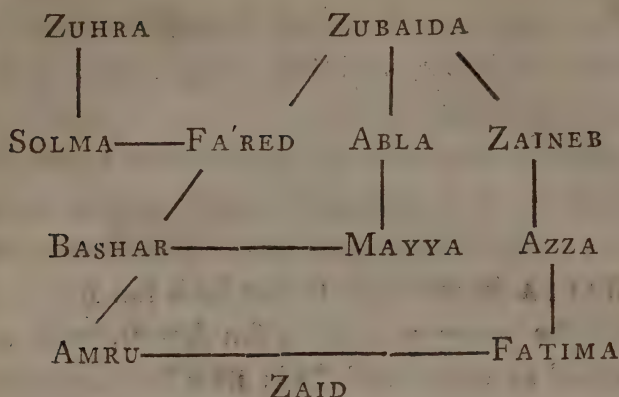 ZUHRA ZUBAIDA
SOLMA FA'RED ABLA ZAINEB
BASHAR MAYYA AZZA
AMRU FATIMA
ZAID